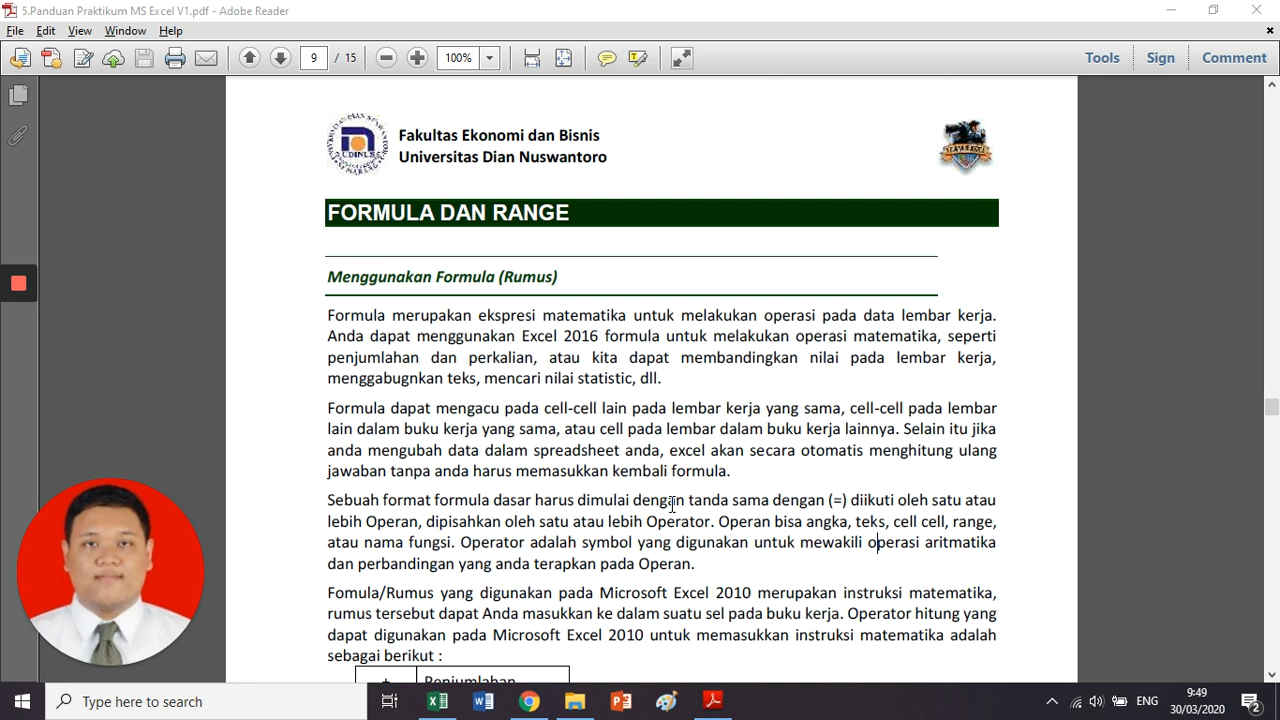 5.Panduan Praktikum MS Excel V1.pdf - Adobe Reader
File Edit View Window Help
9 / 15 100% Tools Sign Comment
Fakultas Ekonomi dan Bisnis
Universitas Dian Nuswantoro
FORMULA DAN RANGE
Menggunakan Formula (Rumus)
Formula merupakan ekspresi matematika untuk melakukan operasi pada data lembar kerja.
Anda dapat menggunakan Excel 2016 formula untuk melakukan operasi matematika, seperti
penjumlahan dan perkalian, atau kita dapat membandingkan nilai pada lembar kerja,
menggabugnkan teks, mencari nilai statistic, dll.
Formula dapat mengacu pada cell-cell lain pada lembar kerja yang sama, cell-cell pada lembar
lain dalam buku kerja yang sama, atau cell pada lembar dalam buku kerja lainnya. Selain itu jika
anda mengubah data dalam spreadsheet anda, excel akan secara otomatis menghitung ulang
jawaban tanpa anda harus memasukkan kembali formula.
Sebuah format formula dasar harus dimulai dengan tanda sama dengan (=) diikuti oleh satu atau
lebih Operan, dipisahkan oleh satu atau lebih Operator. Operan bisa angka, teks, cell cell, range,
atau nama fungsi. Operator adalah symbol yang digunakan untuk mewakili operasi aritmatika
dan perbandingan yang anda terapkan pada Operan.
Fomula/Rumus yang digunakan pada Microsoft Excel 2010 merupakan instruksi matematika,
rumus tersebut dapat Anda masukkan ke dalam suatu sel pada buku kerja. Operator hitung yang
dapat digunakan pada Microsoft Excel 2010 untuk memasukkan instruksi matematika adalah
sebagai berikut :
+ Penjumlahan
Type here to search
ENG
9:49
30/03/2020
2